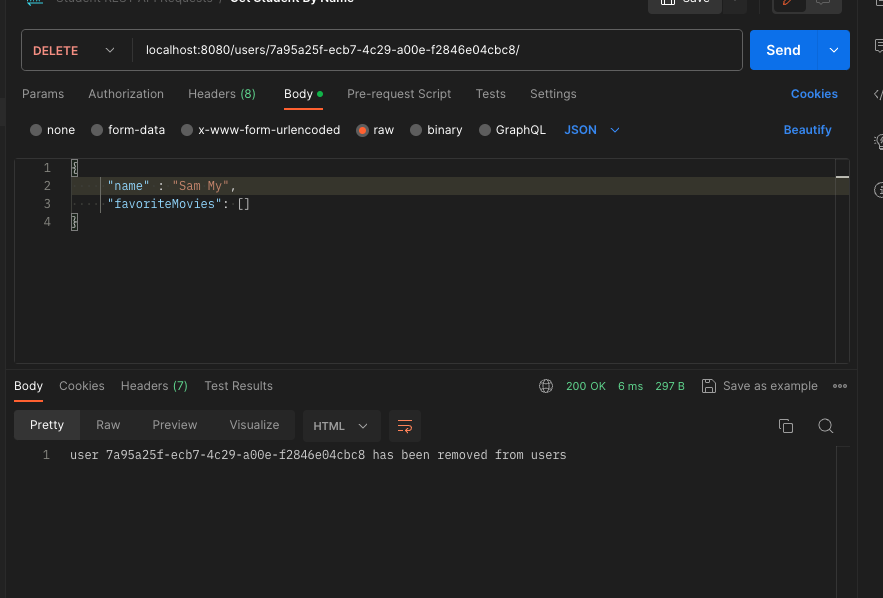 Student REST API Requests / Get Student By Name
Save
DELETE localhost:8080/users/7a95a25f-ecb7-4c29-a00e-f2846e04cbc8/ Send
Params Authorization Headers (8) Body Pre-request Script Tests Settings Cookies
none form-data x-www-form-urlencoded raw binary GraphQL JSON Beautify
1 {
2 "name" : "Sam My",
3 "favoriteMovies": []
4 }
Body Cookies Headers (7) Test Results 200 OK 6 ms 297 B Save as example
Pretty Raw Preview Visualize HTML
1 user 7a95a25f-ecb7-4c29-a00e-f2846e04cbc8 has been removed from users